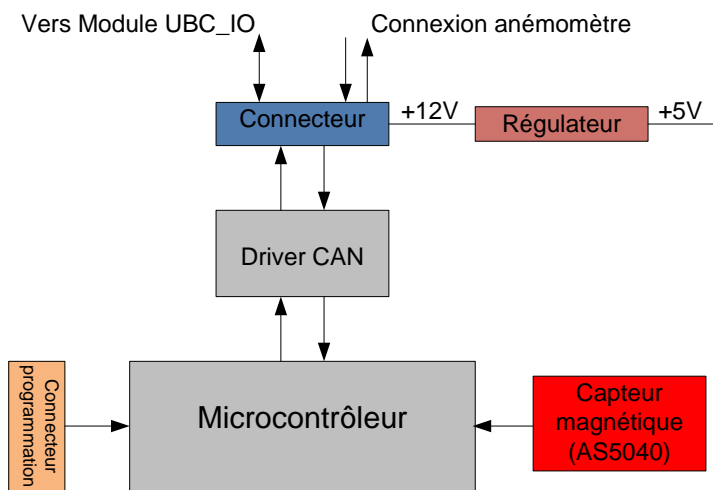 Vers Module UBC_IO
Connexion anémomètre
Connecteur
+12V
Régulateur
+5V
Driver CAN
Connecteur
programmation
Microcontrôleur
Capteur
magnétique
(AS5040)